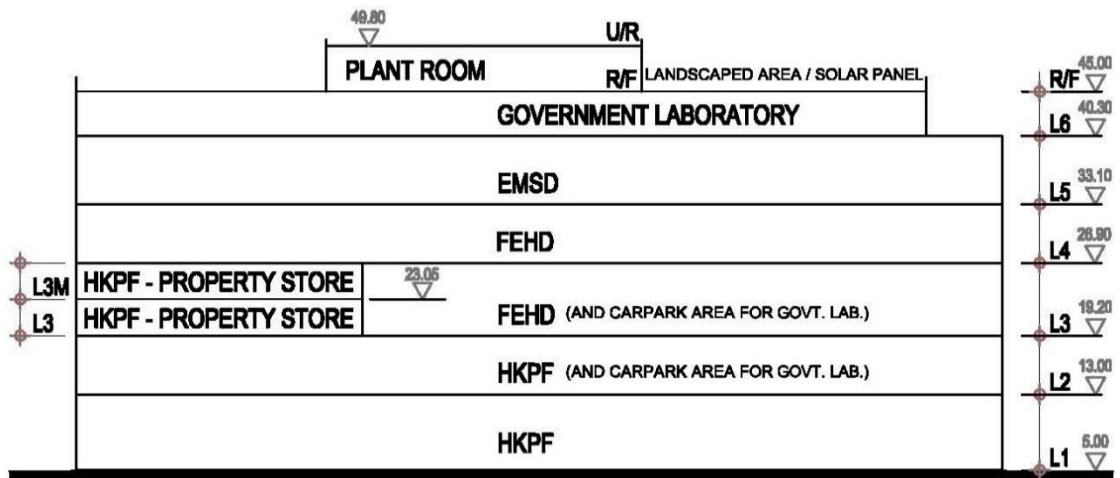 49.80
U/R
PLANT ROOM
R/F LANDSCAPED AREA / SOLAR PANEL
R/F 45.00
GOVERNMENT LABORATORY
L6 40.30
EMSD
L5 33.10
FEHD
L4 26.90
L3M HKPF - PROPERTY STORE
23.05
L3 HKPF - PROPERTY STORE
FEHD (AND CARPARK AREA FOR GOVT. LAB.)
L3 19.20
HKPF (AND CARPARK AREA FOR GOVT. LAB.)
L2 13.00
HKPF
L1 5.00